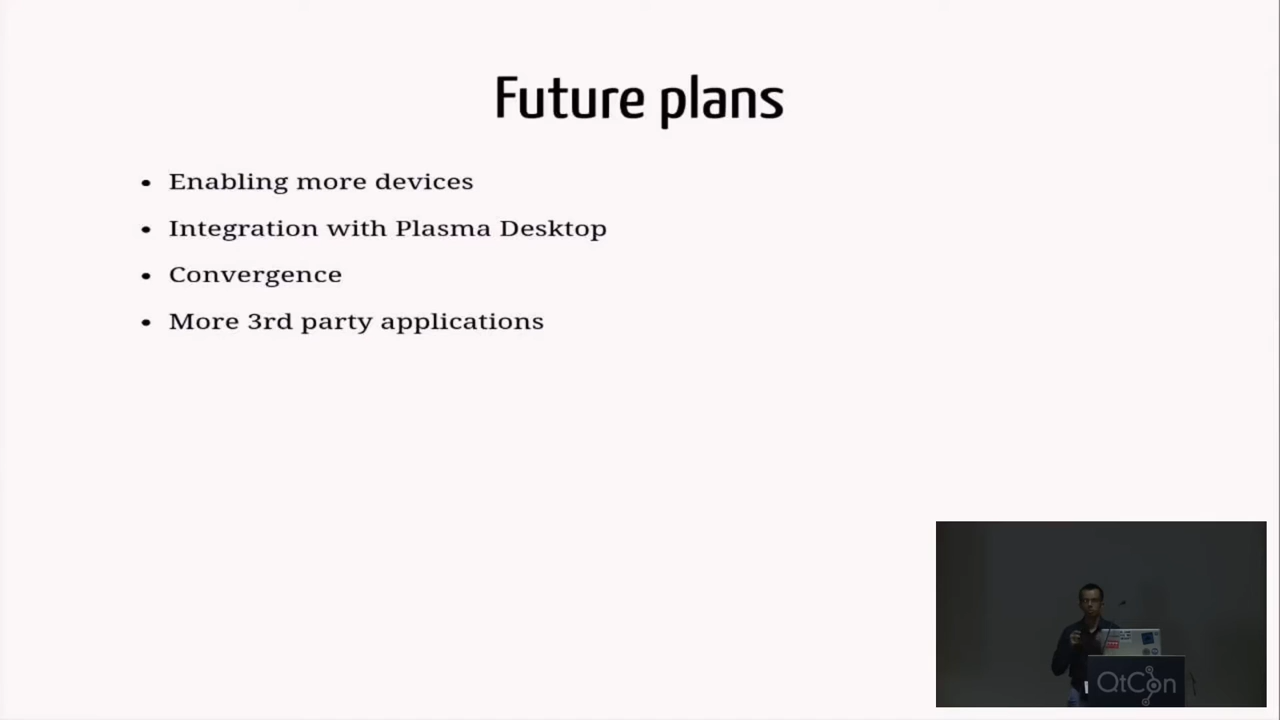 Future plans
• Enabling more devices
• Integration with Plasma Desktop
• Convergence
• More 3rd party applications
QtCon